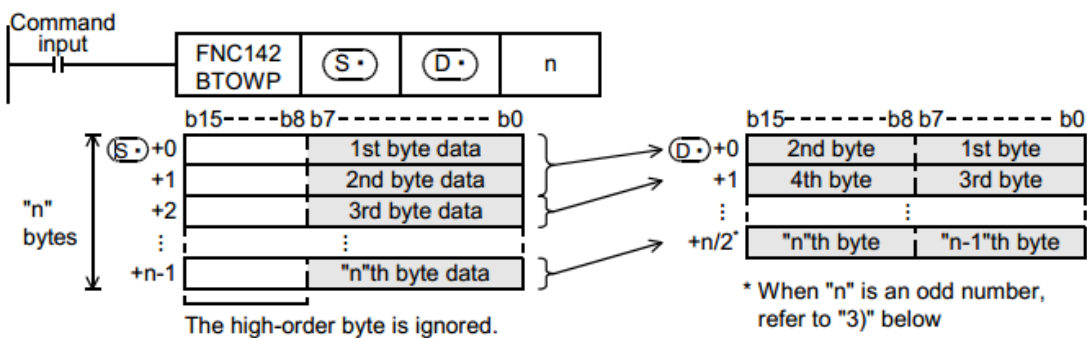 Command
input
FNC142
BTOWP
S・ D・ n
b15-----b8 b7------------ b0 b15-------b8 b7------------ b0
S・ +0 1st byte data D・ +0 2nd byte 1st byte
+1 2nd byte data +1 4th byte 3rd byte
"n"
bytes
+2 3rd byte data ⋮ ⋮
⋮ ⋮ +n/2* "n"th byte "n-1"th byte
+n-1 "n"th byte data
* When "n" is an odd number,
refer to "3)" below
The high-order byte is ignored.